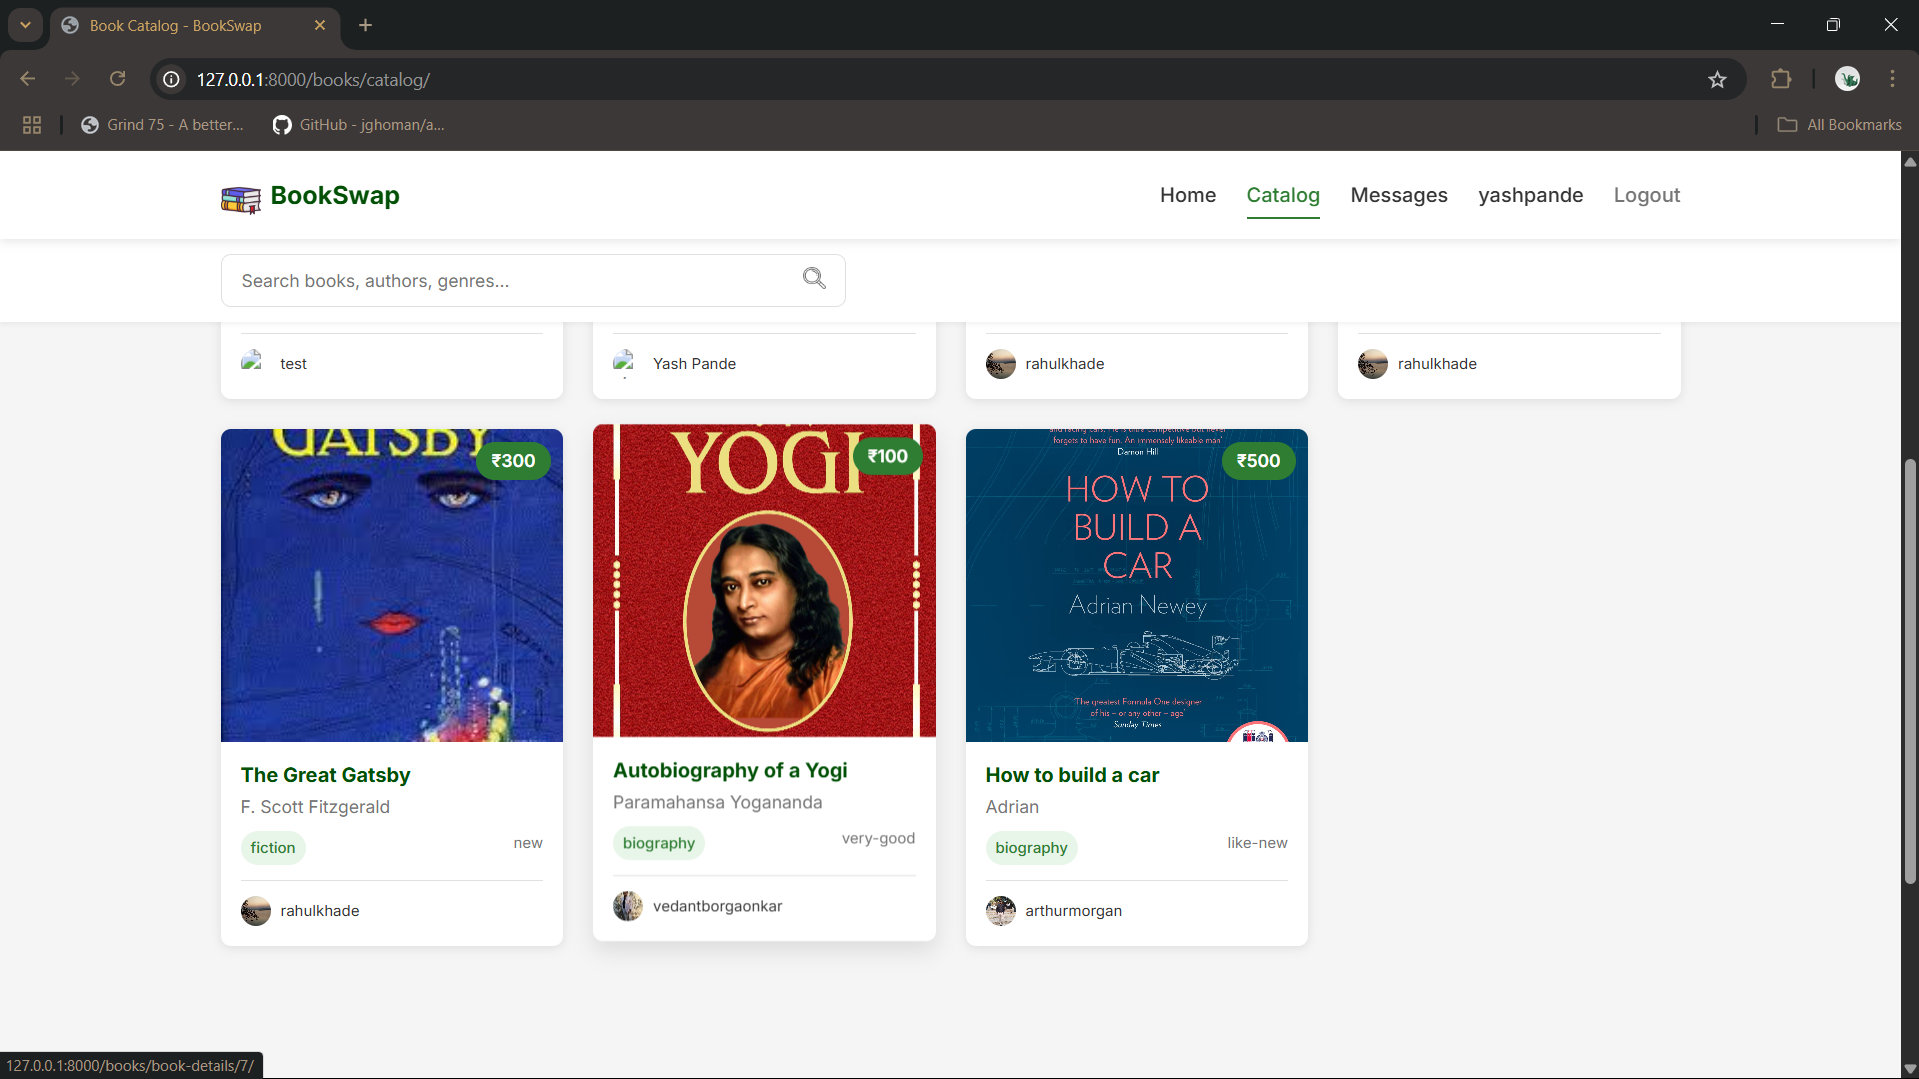 Book Catalog - BookSwap
127.0.0.1:8000/books/catalog/
Grind 75 - A better...
GitHub - jghoman/a...
All Bookmarks
BookSwap
Home
Catalog
Messages
yashpande
Logout
Search books, authors, genres...
test
Yash Pande
rahulkhade
rahulkhade
GATSBY
₹300
The Great Gatsby
F. Scott Fitzgerald
fiction
new
rahulkhade
YOGI
₹100
Autobiography of a Yogi
Paramahansa Yogananda
biography
very-good
vedantborgaonkar
forgets to have fun. An immensely likeable man'
Damon Hill
₹500
HOW TO
BUILD A
CAR
Adrian Newey
'The greatest Formula One designer
of his – or any other – age'
Sunday Times
How to build a car
Adrian
biography
like-new
arthurmorgan
127.0.0.1:8000/books/book-details/7/